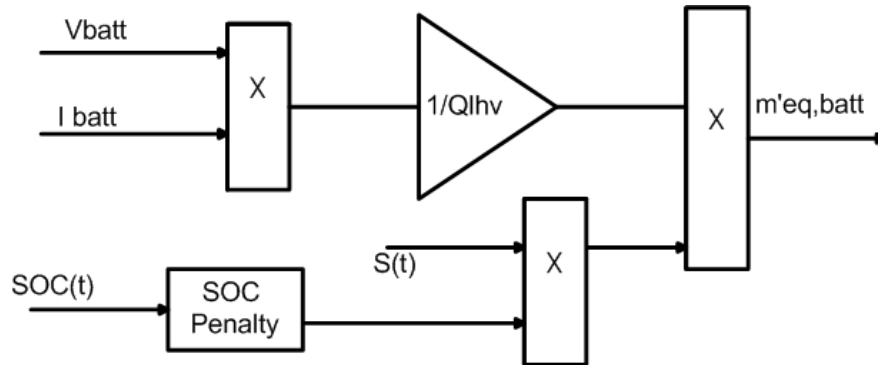 Vbatt
X
I batt
1/Qlhv
X
m'eq,batt
S(t)
X
SOC(t)
SOC
Penalty